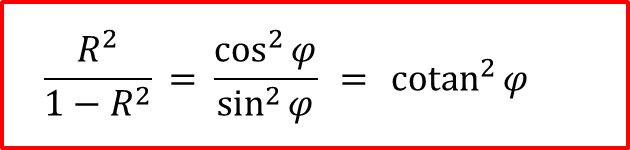 R²/(1 − R²) = cos² φ / sin² φ = cotan² φ